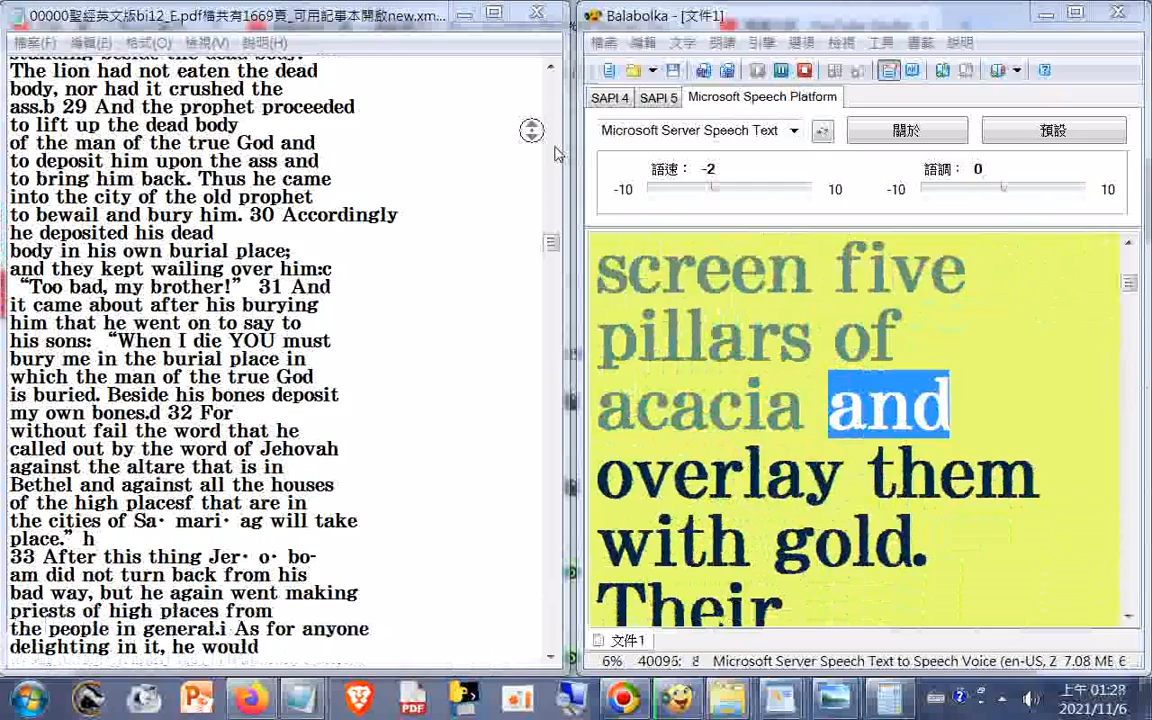 00000聖經英文版bi12_E.pdf檔共有1669頁_可用記事本開啟new.xm...
檔案(F) 編輯(E) 格式(O) 檢視(V) 說明(H)
standing beside the dead body.
The lion had not eaten the dead
body, nor had it crushed the
ass.b 29 And the prophet proceeded
to lift up the dead body
of the man of the true God and
to deposit him upon the ass and
to bring him back. Thus he came
into the city of the old prophet
to bewail and bury him. 30 Accordingly
he deposited his dead
body in his own burial place;
and they kept wailing over him:c
“Too bad, my brother!” 31 And
it came about after his burying
him that he went on to say to
his sons: “When I die YOU must
bury me in the burial place in
which the man of the true God
is buried. Beside his bones deposit
my own bones.d 32 For
without fail the word that he
called out by the word of Jehovah
against the altare that is in
Bethel and against all the houses
of the high placesf that are in
the cities of Sa· mari· ag will take
place.” h
33 After this thing Jer· o· bo-
am did not turn back from his
bad way, but he again went making
priests of high places from
the people in general.i As for anyone
delighting in it, he would
Balabolka - [文件1]
檔案 編輯 文字 朗讀 引擎 選項 檢視 工具 書籤 說明
SAPI 4 SAPI 5 Microsoft Speech Platform
Microsoft Server Speech Text 關於 預設
語速： -2 語調： 0
-10 10 -10 10
screen five
pillars of
acacia and
overlay them
with gold.
Their
文件1
6% 40095: 8 Microsoft Server Speech Text to Speech Voice (en-US, Z 7.08 MB 6
PDF
上午 01:28
2021/11/6